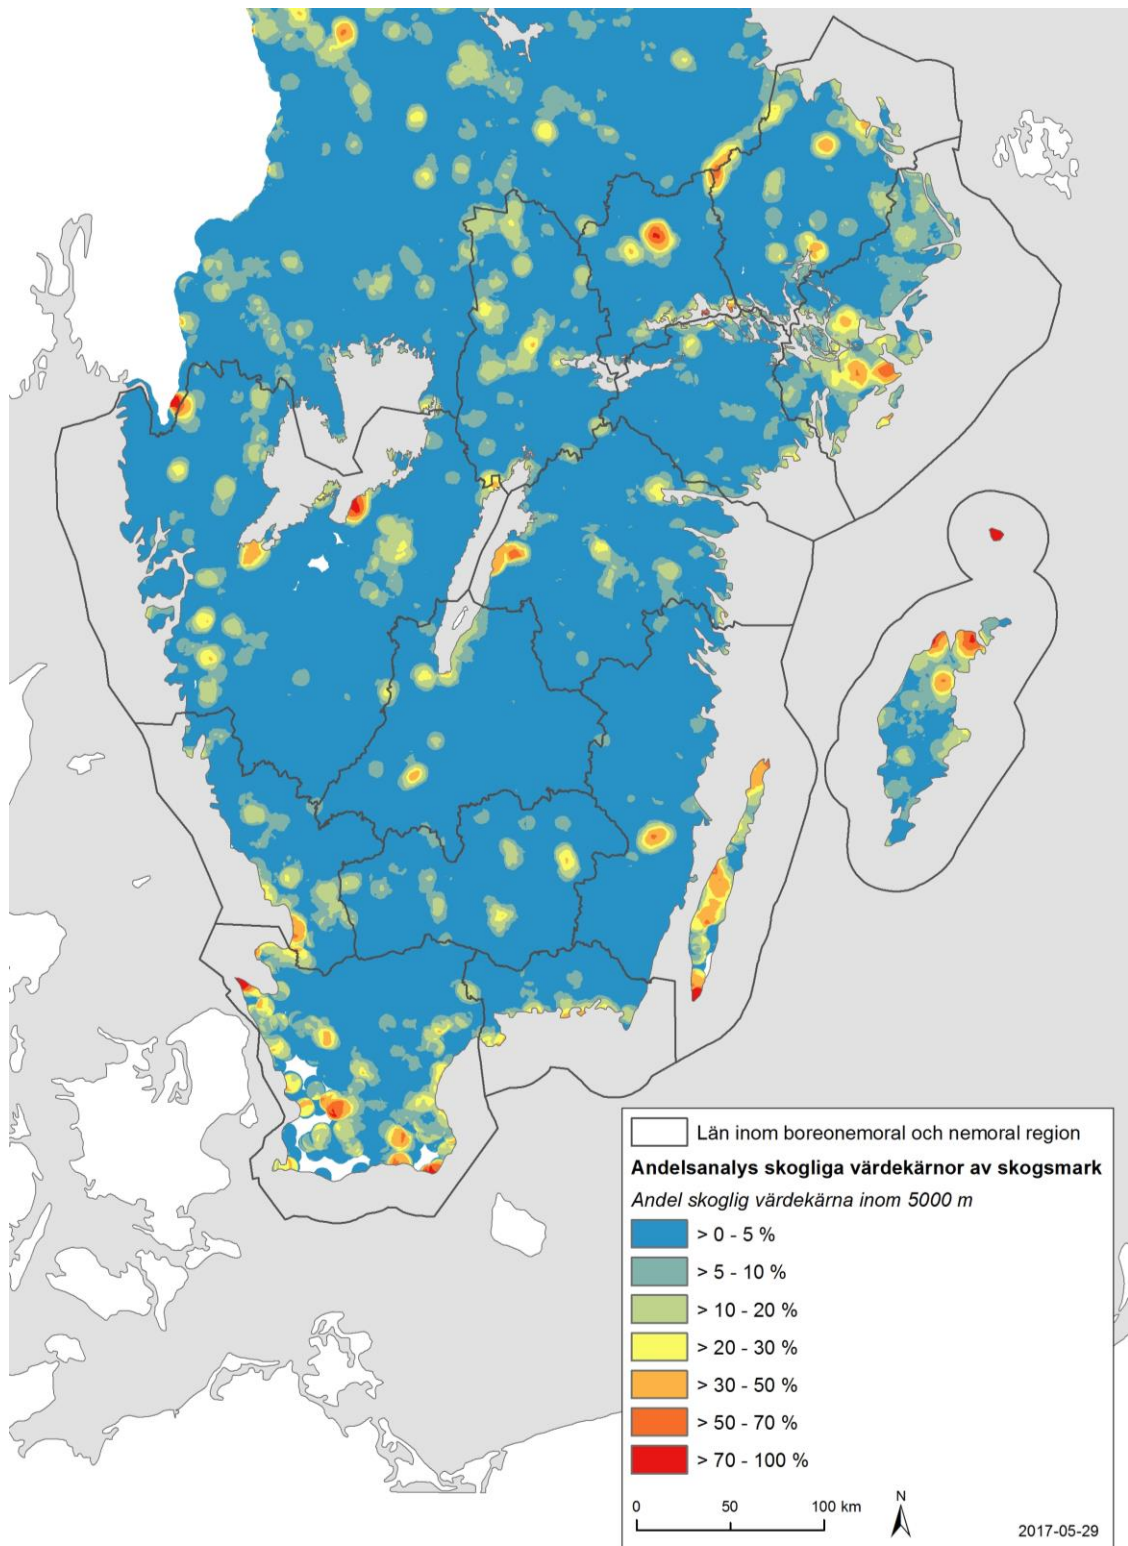 Län inom boreonemoral och nemoral region
Andelsanalys skogliga värdekärnor av skogsmark
Andel skoglig värdekärna inom 5000 m
> 0 - 5 %
> 5 - 10 %
> 10 - 20 %
> 20 - 30 %
> 30 - 50 %
> 50 - 70 %
> 70 - 100 %
0 50 100 km
N
2017-05-29